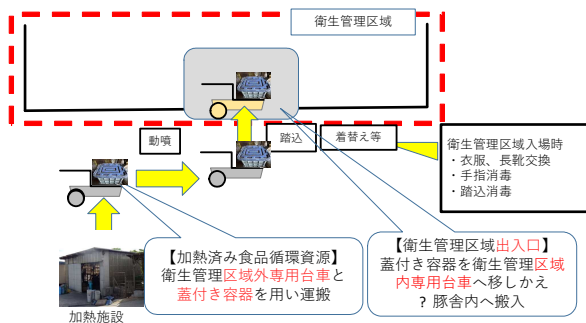 衛生管理区域
動噴
踏込
着替え等
衛生管理区域入場時
・衣服、長靴交換
・手指消毒
・踏込消毒
【加熱済み食品循環資源】
衛生管理区域外専用台車と
蓋付き容器を用い運搬
【衛生管理区域出入口】
蓋付き容器を衛生管理区域
内専用台車へ移しかえ
? 豚舎内へ搬入
加熱施設